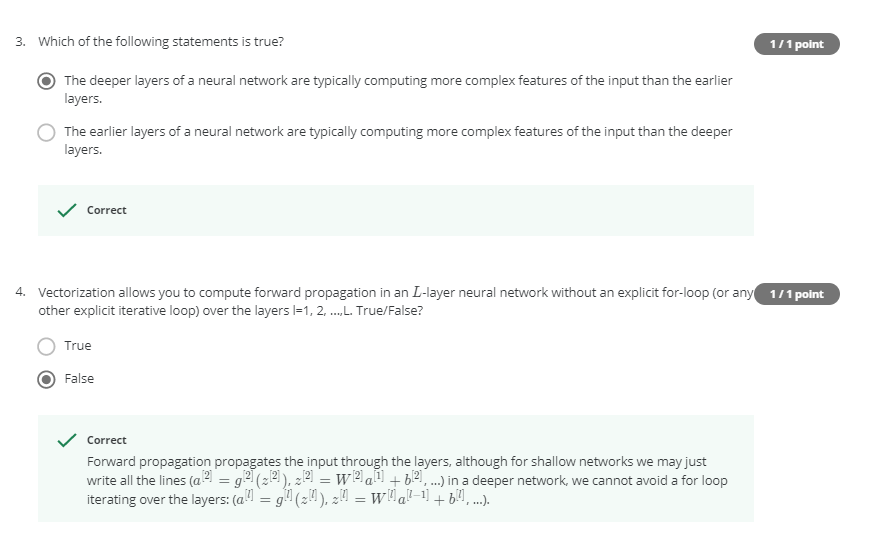 3. Which of the following statements is true?
1 / 1 point
The deeper layers of a neural network are typically computing more complex features of the input than the earlier
layers.
The earlier layers of a neural network are typically computing more complex features of the input than the deeper
layers.
Correct
4. Vectorization allows you to compute forward propagation in an L-layer neural network without an explicit for-loop (or any
1 / 1 point
other explicit iterative loop) over the layers l=1, 2, ...,L. True/False?
True
False
Correct
Forward propagation propagates the input through the layers, although for shallow networks we may just
write all the lines (a^[2] = g^[2](z^[2]), z^[2] = W^[2]a^[1] + b^[2], ...) in a deeper network, we cannot avoid a for loop
iterating over the layers: (a^[l] = g^[l](z^[l]), z^[l] = W^[l]a^[l−1] + b^[l], ...).